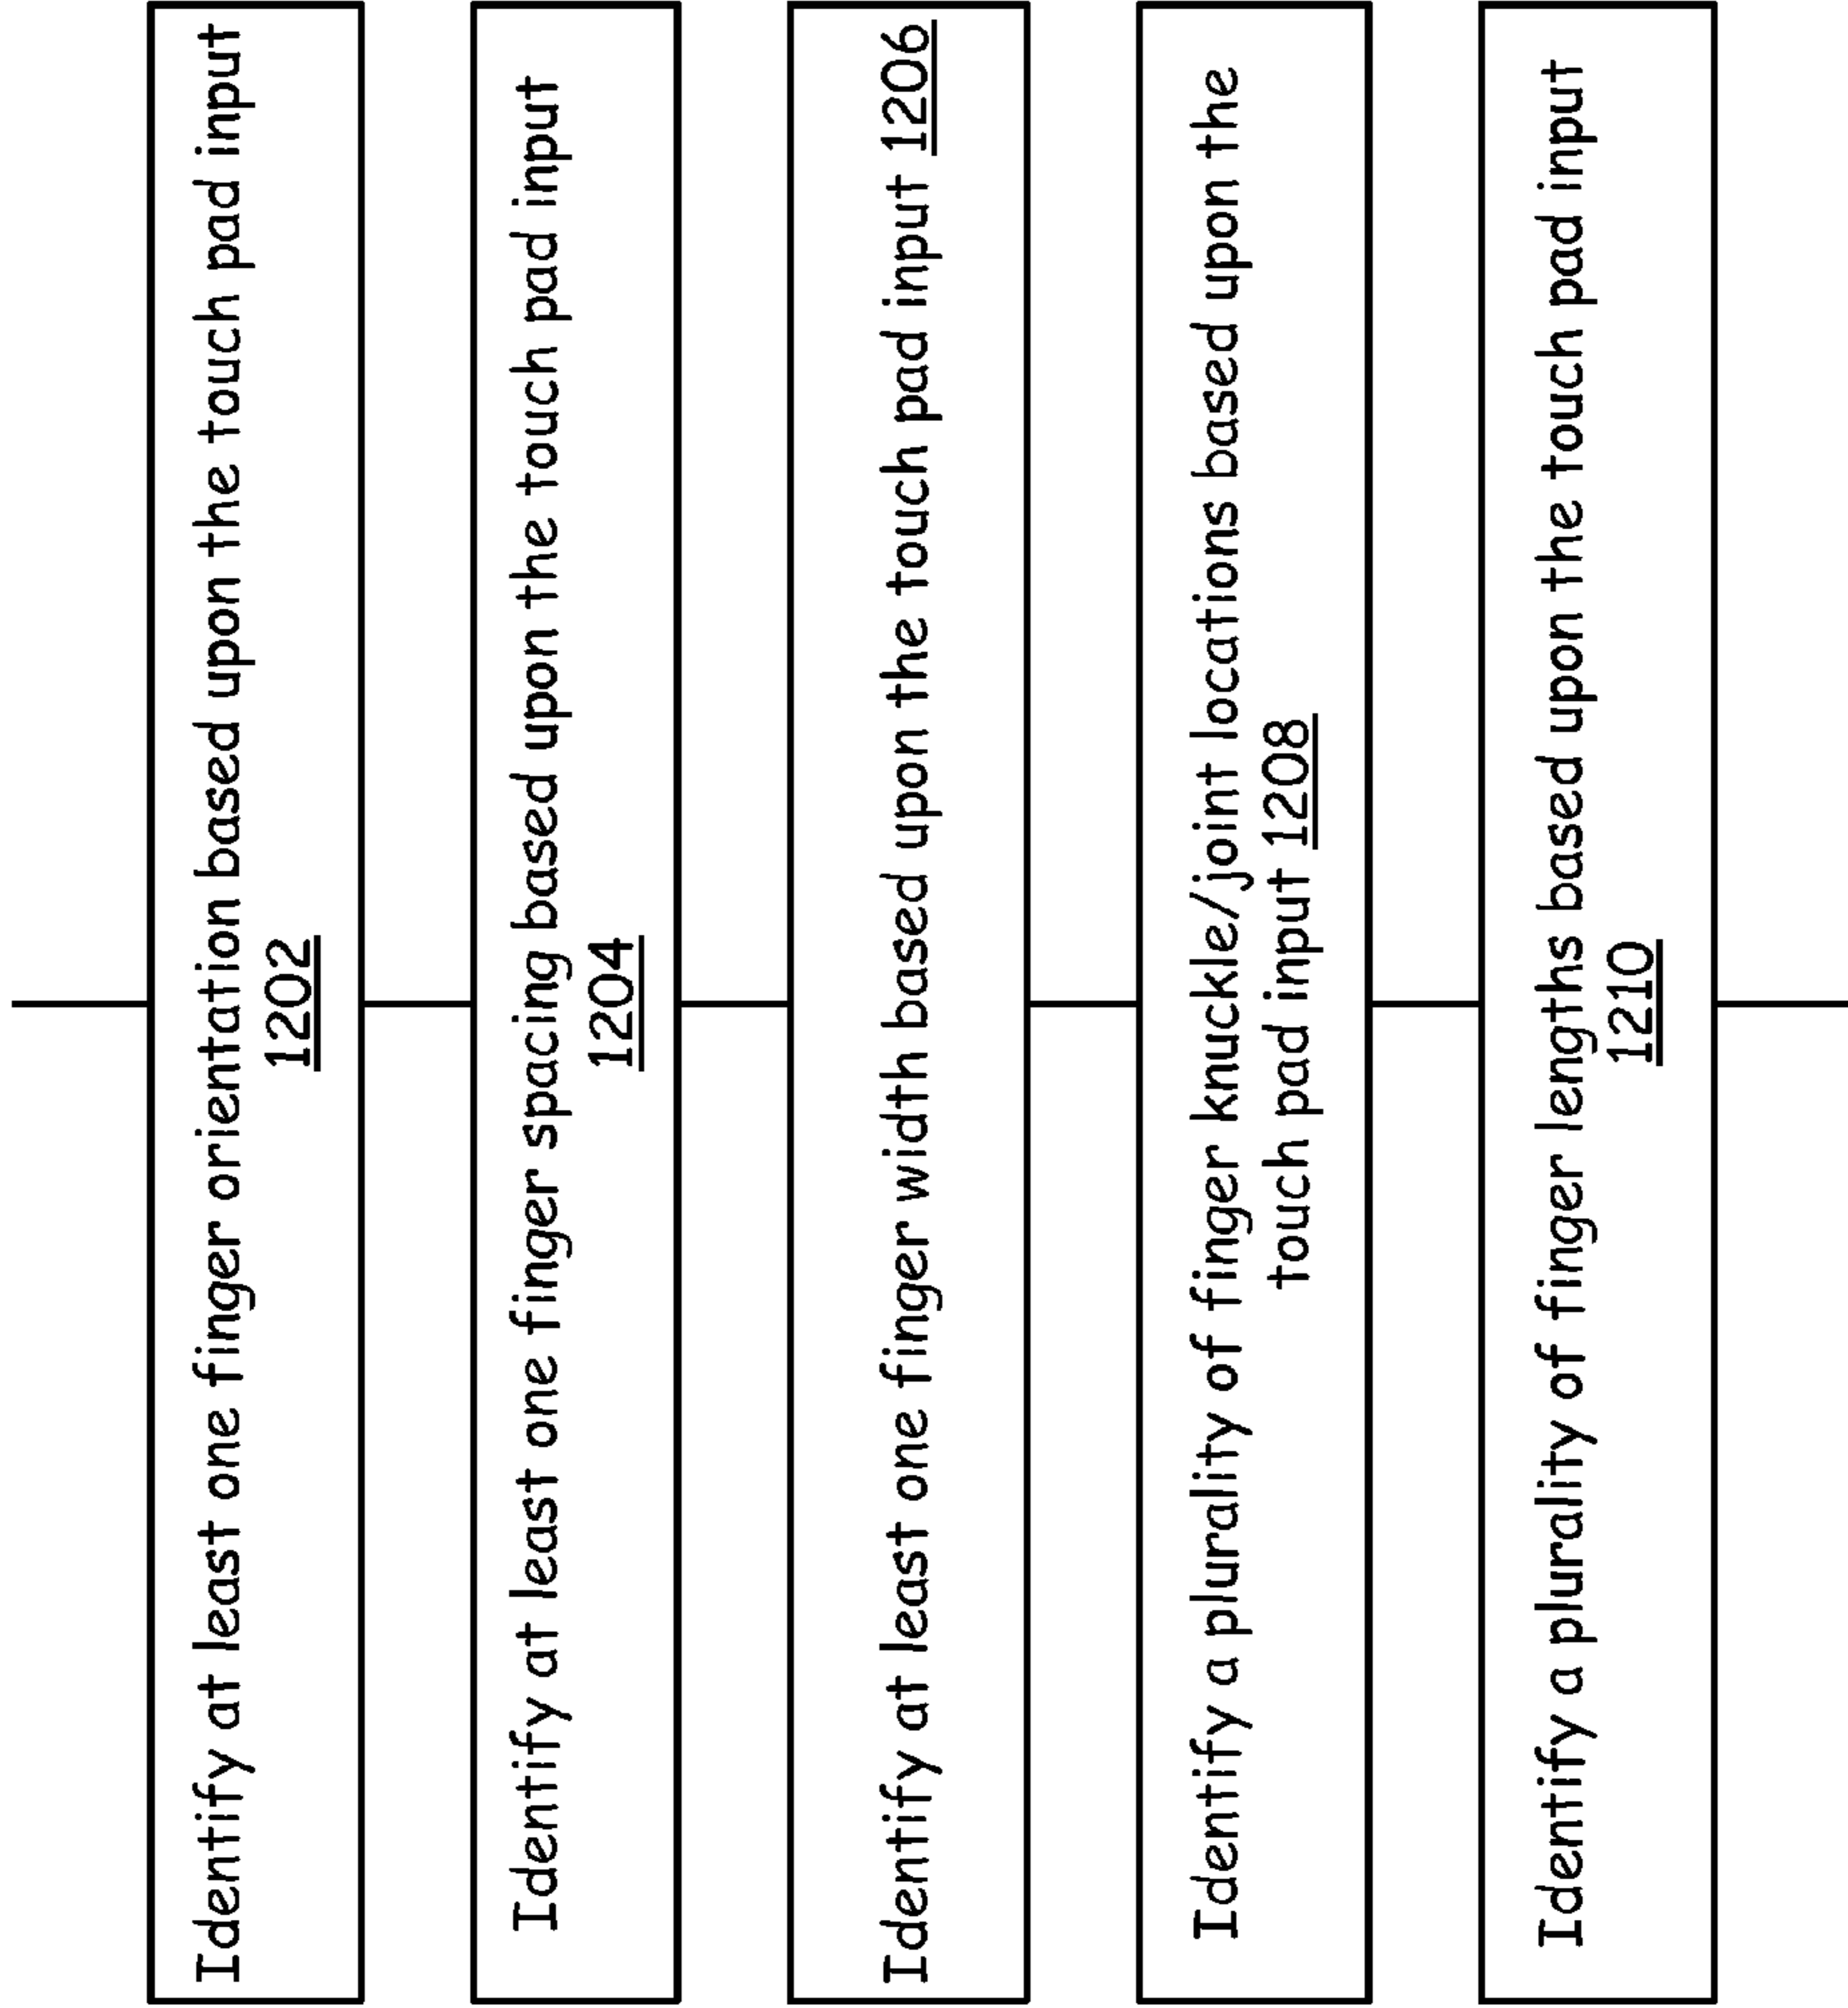 Identify at least one finger orientation based upon the touch pad input
1202
Identify at least one finger spacing based upon the touch pad input
1204
Identify at least one finger width based upon the touch pad input 1206
Identify a plurality of finger knuckle/joint locations based upon the
touch pad input 1208
Identify a plurality of finger lengths based upon the touch pad input
1210